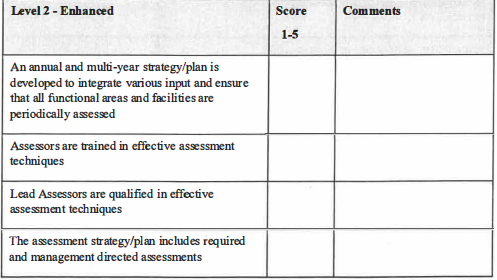 Level 2 - Enhanced
Score
1-5
Comments
An annual and multi-year strategy/plan is
developed to integrate various input and ensure
that all functional areas and facilities are
periodically assessed
Assessors are trained in effective assessment
techniques
Lead Assessors are qualified in effective
assessment techniques
The assessment strategy/plan includes required
and management directed assessments